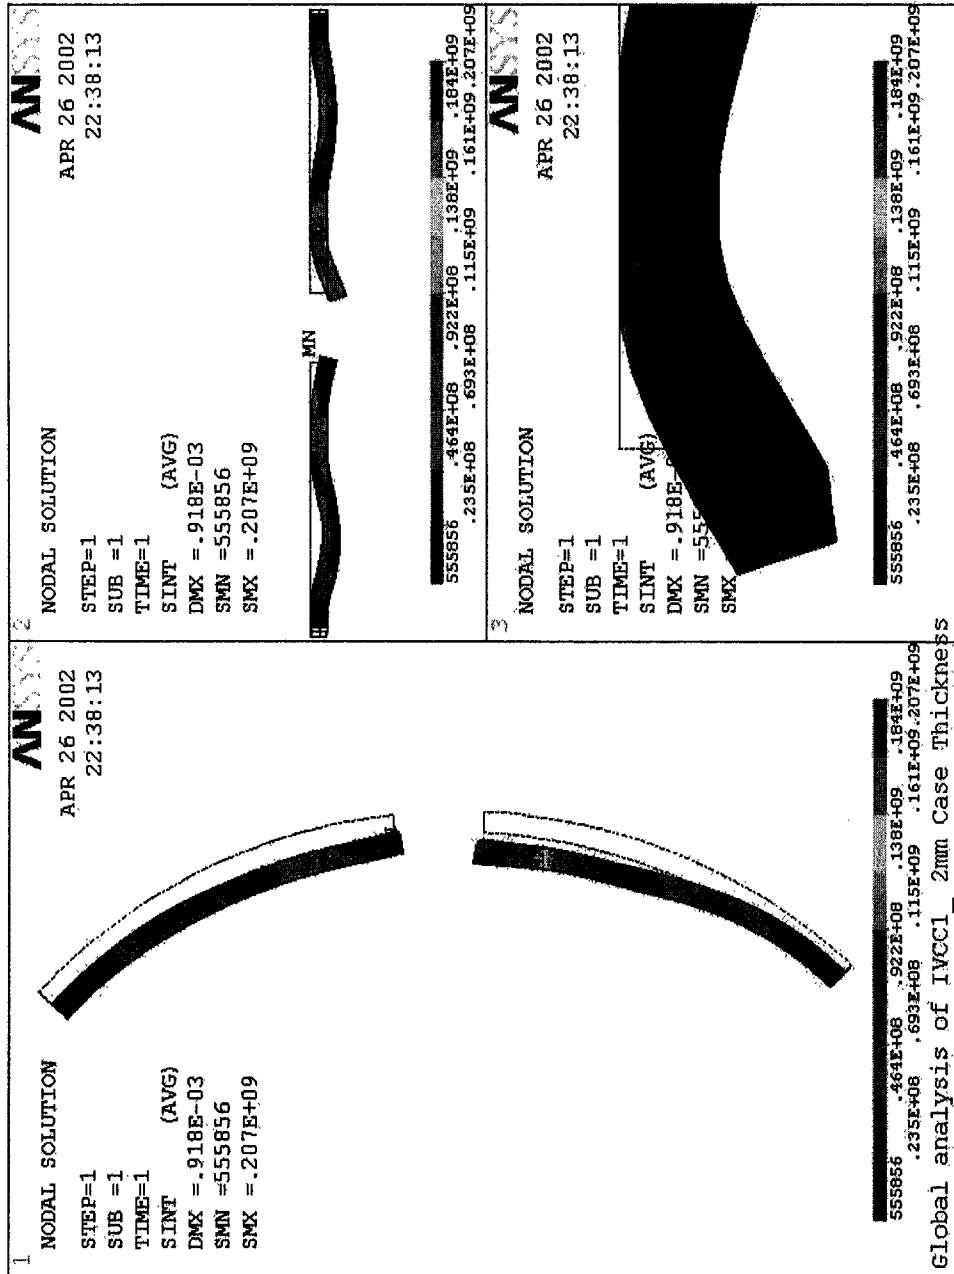 1
ANSYS
NODAL SOLUTION
APR 26 2002
22:38:13
STEP=1
SUB =1
TIME=1
SINT (AVG)
DMX =.918E-03
SMN =555856
SMX =.207E+09
555856 .464E+08 .922E+08 .138E+09 .184E+09
.235E+08 .693E+08 .115E+09 .161E+09 .207E+09
2
ANSYS
NODAL SOLUTION
APR 26 2002
22:38:13
STEP=1
SUB =1
TIME=1
SINT (AVG)
DMX =.918E-03
SMN =555856
SMX =.207E+09
MN
555856 .464E+08 .922E+08 .138E+09 .184E+09
.235E+08 .693E+08 .115E+09 .161E+09 .207E+09
3
ANSYS
NODAL SOLUTION
APR 26 2002
22:38:13
STEP=1
SUB =1
TIME=1
SINT (AVG)
DMX =.918E-
SMN =555
SMX
555856 .464E+08 .922E+08 .138E+09 .184E+09
.235E+08 .693E+08 .115E+09 .161E+09 .207E+09
Global analysis of IVCC1_ 2mm Case Thickness